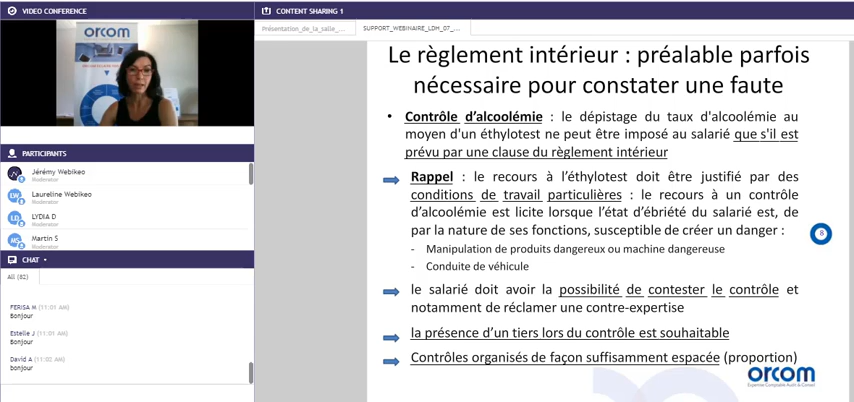 VIDEO CONFERENCE
orcom
PARTICIPANTS
Jérémy Webikeo
Moderator
LW
Laureline Webikeo
Moderator
LD
LYDIA D
Moderator
MS
Martin S
Moderator
CHAT
All (82)
FERISA M (11:01 AM)
Bonjour
Estelle J (11:01 AM)
Bonjour
David A (11:02 AM)
bonjour
CONTENT SHARING 1
Présentation_de_la_salle_...
SUPPORT_WEBINAIRE_LDH_07_...
Le règlement intérieur : préalable parfois
nécessaire pour constater une faute
• Contrôle d'alcoolémie : le dépistage du taux d'alcoolémie au
moyen d'un éthylotest ne peut être imposé au salarié que s'il est
prévu par une clause du règlement intérieur
Rappel : le recours à l'éthylotest doit être justifié par des
conditions de travail particulières : le recours à un contrôle
d'alcoolémie est licite lorsque l'état d'ébriété du salarié est, de
par la nature de ses fonctions, susceptible de créer un danger :
- Manipulation de produits dangereux ou machine dangereuse
- Conduite de véhicule
le salarié doit avoir la possibilité de contester le contrôle et
notamment de réclamer une contre-expertise
la présence d'un tiers lors du contrôle est souhaitable
Contrôles organisés de façon suffisamment espacée (proportion)
8
orcom
Expertise Comptable Audit & Conseil